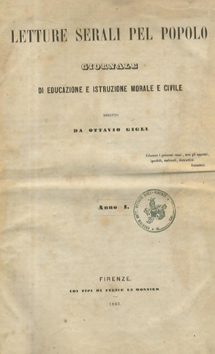 LETTURE SERALI PEL POPOLO
GIORNALE
DI EDUCAZIONE E ISTRUZIONE MORALE E CIVILE
DIRETTO
DA OTTAVIO GIGLI
Anno I.
FIRENZE.
COI TIPI DI FELICE LE MONNIER